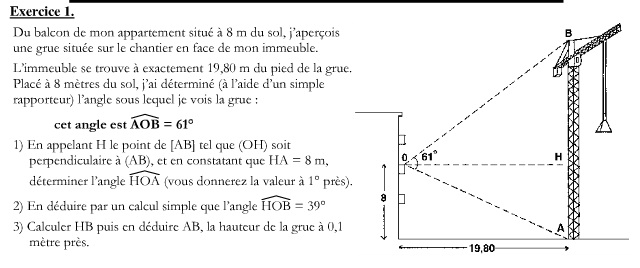 Exercice 1.
Du balcon de mon appartement situé à 8 m du sol, j'aperçois
une grue située sur le chantier en face de mon immeuble.
L'immeuble se trouve à exactement 19,80 m du pied de la grue.
Placé à 8 mètres du sol, j'ai déterminé (à l'aide d'un simple
rapporteur) l'angle sous lequel je vois la grue :
cet angle est AOB = 61°
1) En appelant H le point de [AB] tel que (OH) soit
perpendiculaire à (AB), et en constatant que HA = 8 m,
déterminer l'angle HOA (vous donnerez la valeur à 1° près).
2) En déduire par un calcul simple que l'angle HOB = 39°
3) Calculer HB puis en déduire AB, la hauteur de la grue à 0,1
mètre près.
B
O 61°
H
8
A
19,80